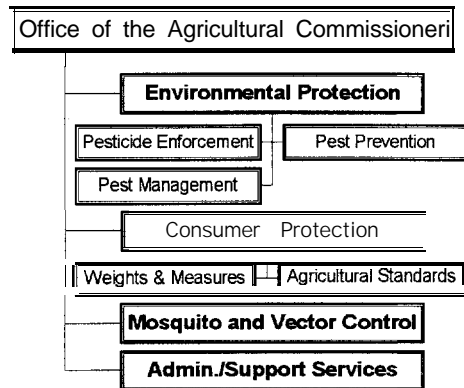 Office of the Agricultural Commissioneri
Environmental Protection
Pesticide Enforcement Pest Prevention
Pest Management
Consumer Protection
Weights & Measures Agricultural Standards
Mosquito and Vector Control
Admin./Support Services